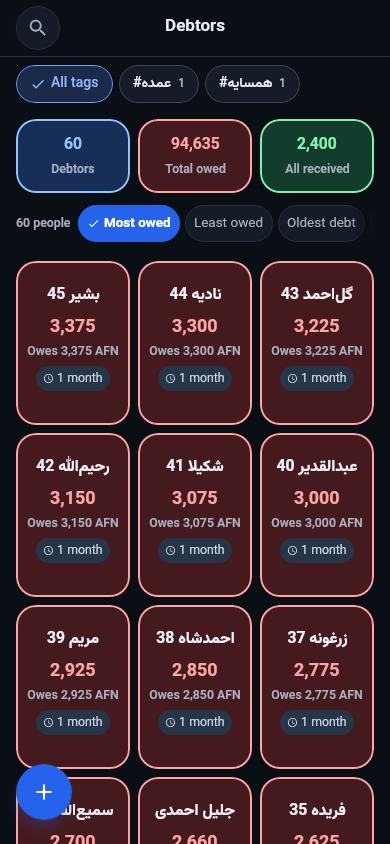 Debtors
All tags
#عمده 1
#همسایه 1
60
Debtors
94,635
Total owed
2,400
All received
60 people
Most owed
Least owed
Oldest debt
بشیر 45
3,375
Owes 3,375 AFN
1 month
نادیه 44
3,300
Owes 3,300 AFN
1 month
گل‌احمد 43
3,225
Owes 3,225 AFN
1 month
رحیم‌الله 42
3,150
Owes 3,150 AFN
1 month
شکیلا 41
3,075
Owes 3,075 AFN
1 month
عبدالقدیر 40
3,000
Owes 3,000 AFN
1 month
مریم 39
2,925
Owes 2,925 AFN
1 month
احمدشاه 38
2,850
Owes 2,850 AFN
1 month
زرغونه 37
2,775
Owes 2,775 AFN
1 month
2,700
جلیل احمدی
2,660
فریده 35
2,625